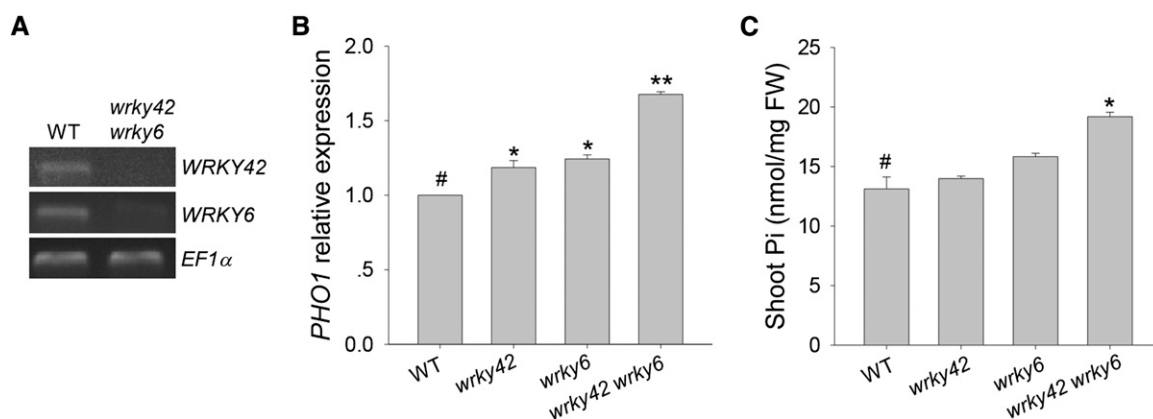 A
WT
wrky42
wrky6
WRKY42
WRKY6
EF1α
B
PHO1 relative expression
2.0
1.5
1.0
.5
0.0
#
*
*
**
WT
wrky42
wrky6
wrky42 wrky6
C
Shoot Pi (nmol/mg FW)
25
20
15
10
5
0
#
*
WT
wrky42
wrky6
wrky42 wrky6